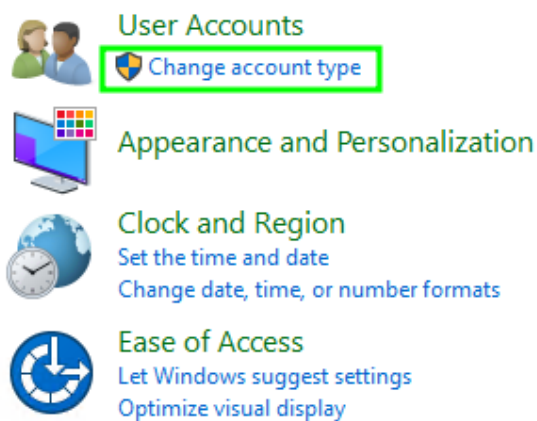 User Accounts
Change account type
Appearance and Personalization
Clock and Region
Set the time and date
Change date, time, or number formats
Ease of Access
Let Windows suggest settings
Optimize visual display